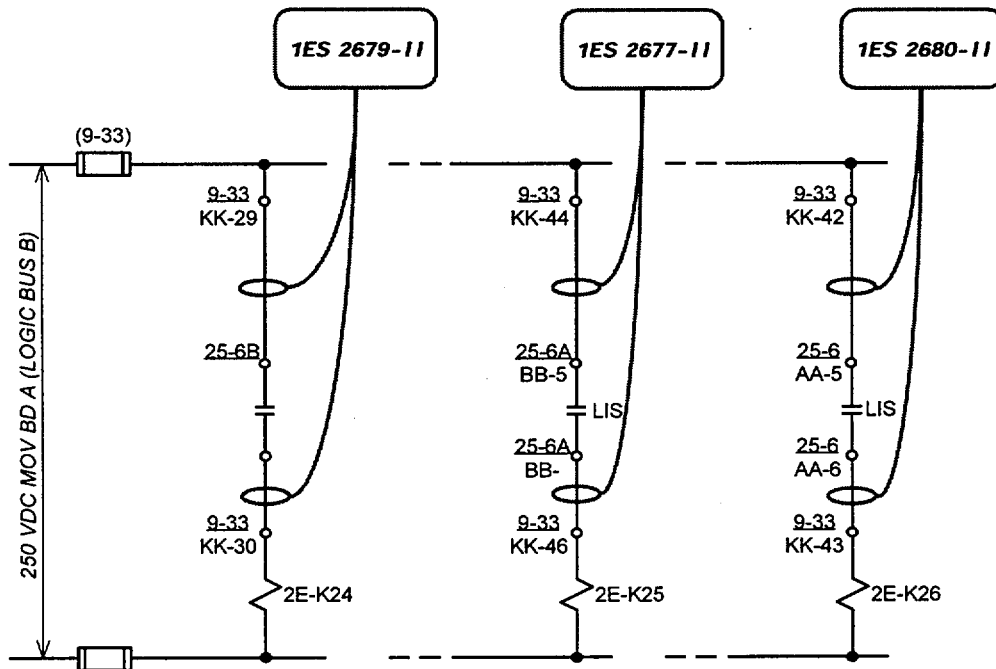 1ES 2679-II
1ES 2677-II
1ES 2680-II
(9-33)
250 VDC MOV BD A (LOGIC BUS B)
9-33
KK-29
25-6B
9-33
KK-30
2E-K24
9-33
KK-44
25-6A
BB-5
LIS
25-6A
BB-
9-33
KK-46
2E-K25
9-33
KK-42
25-6
AA-5
LIS
25-6
AA-6
9-33
KK-43
2E-K26